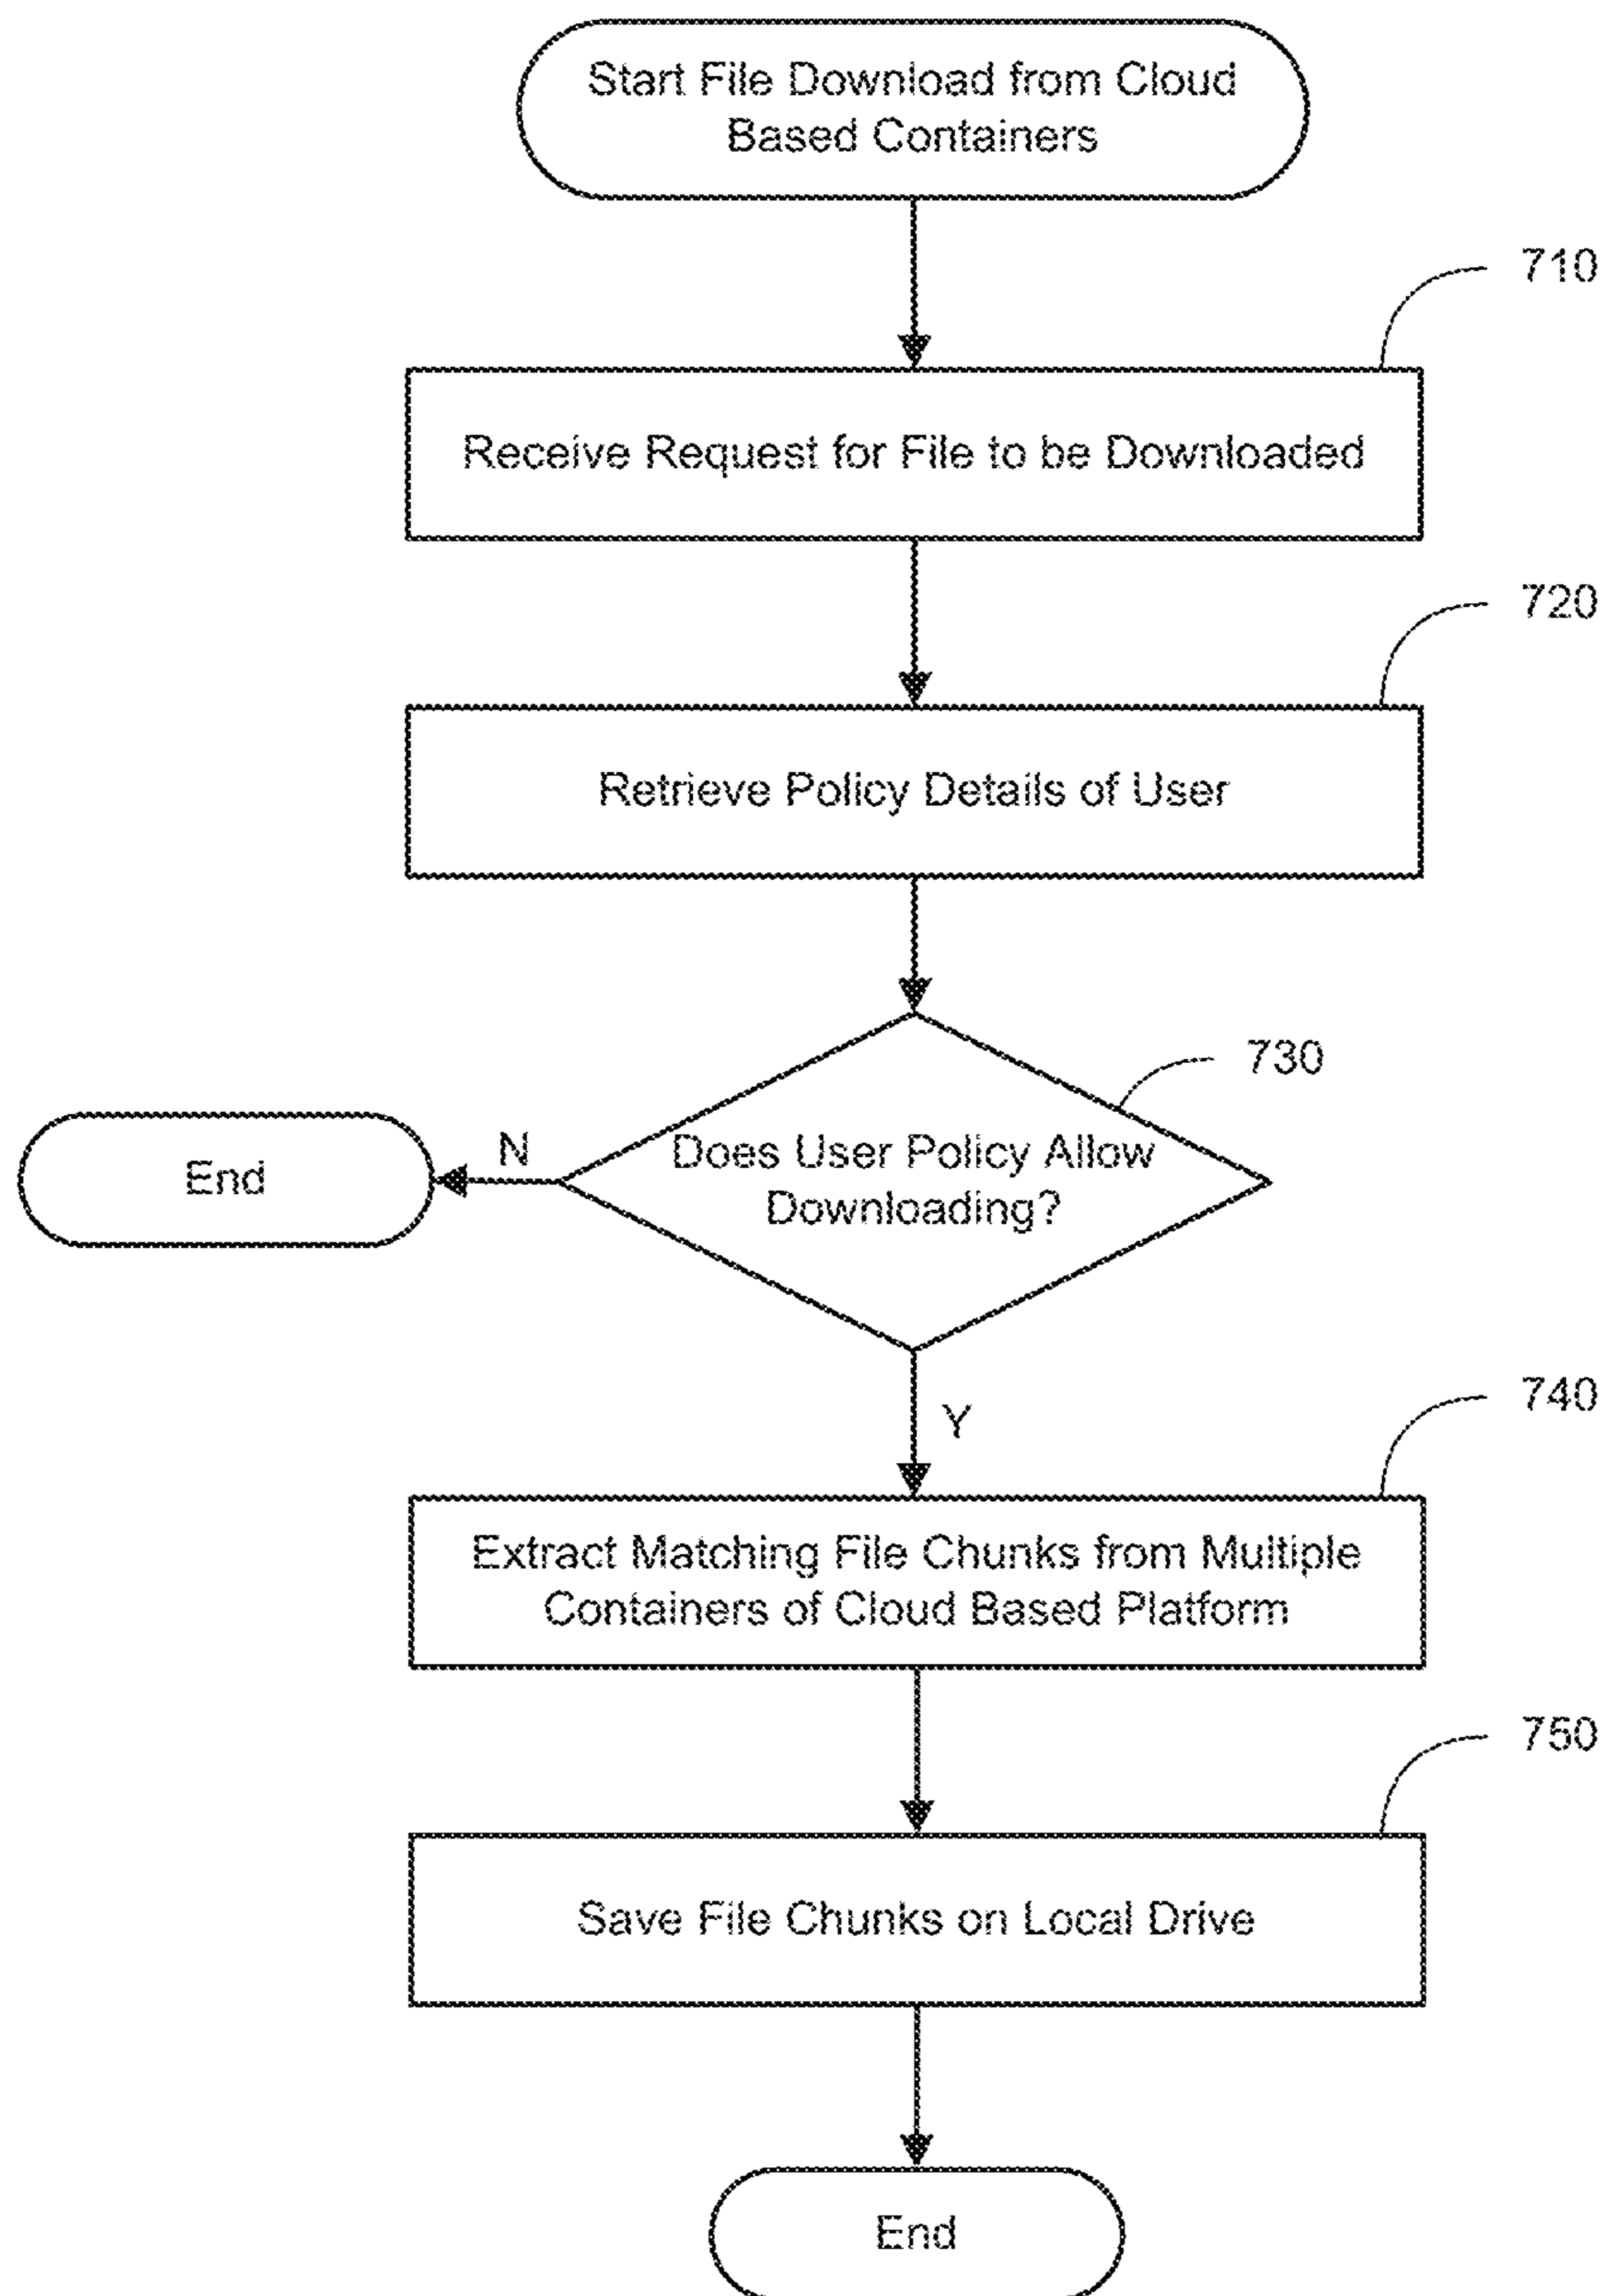 Start File Download from Cloud
Based Containers
710
Receive Request for File to be Downloaded
720
Retrieve Policy Details of User
730
Does User Policy Allow
Downloading?
N
End
Y
740
Extract Matching File Chunks from Multiple
Containers of Cloud Based Platform
750
Save File Chunks on Local Drive
End